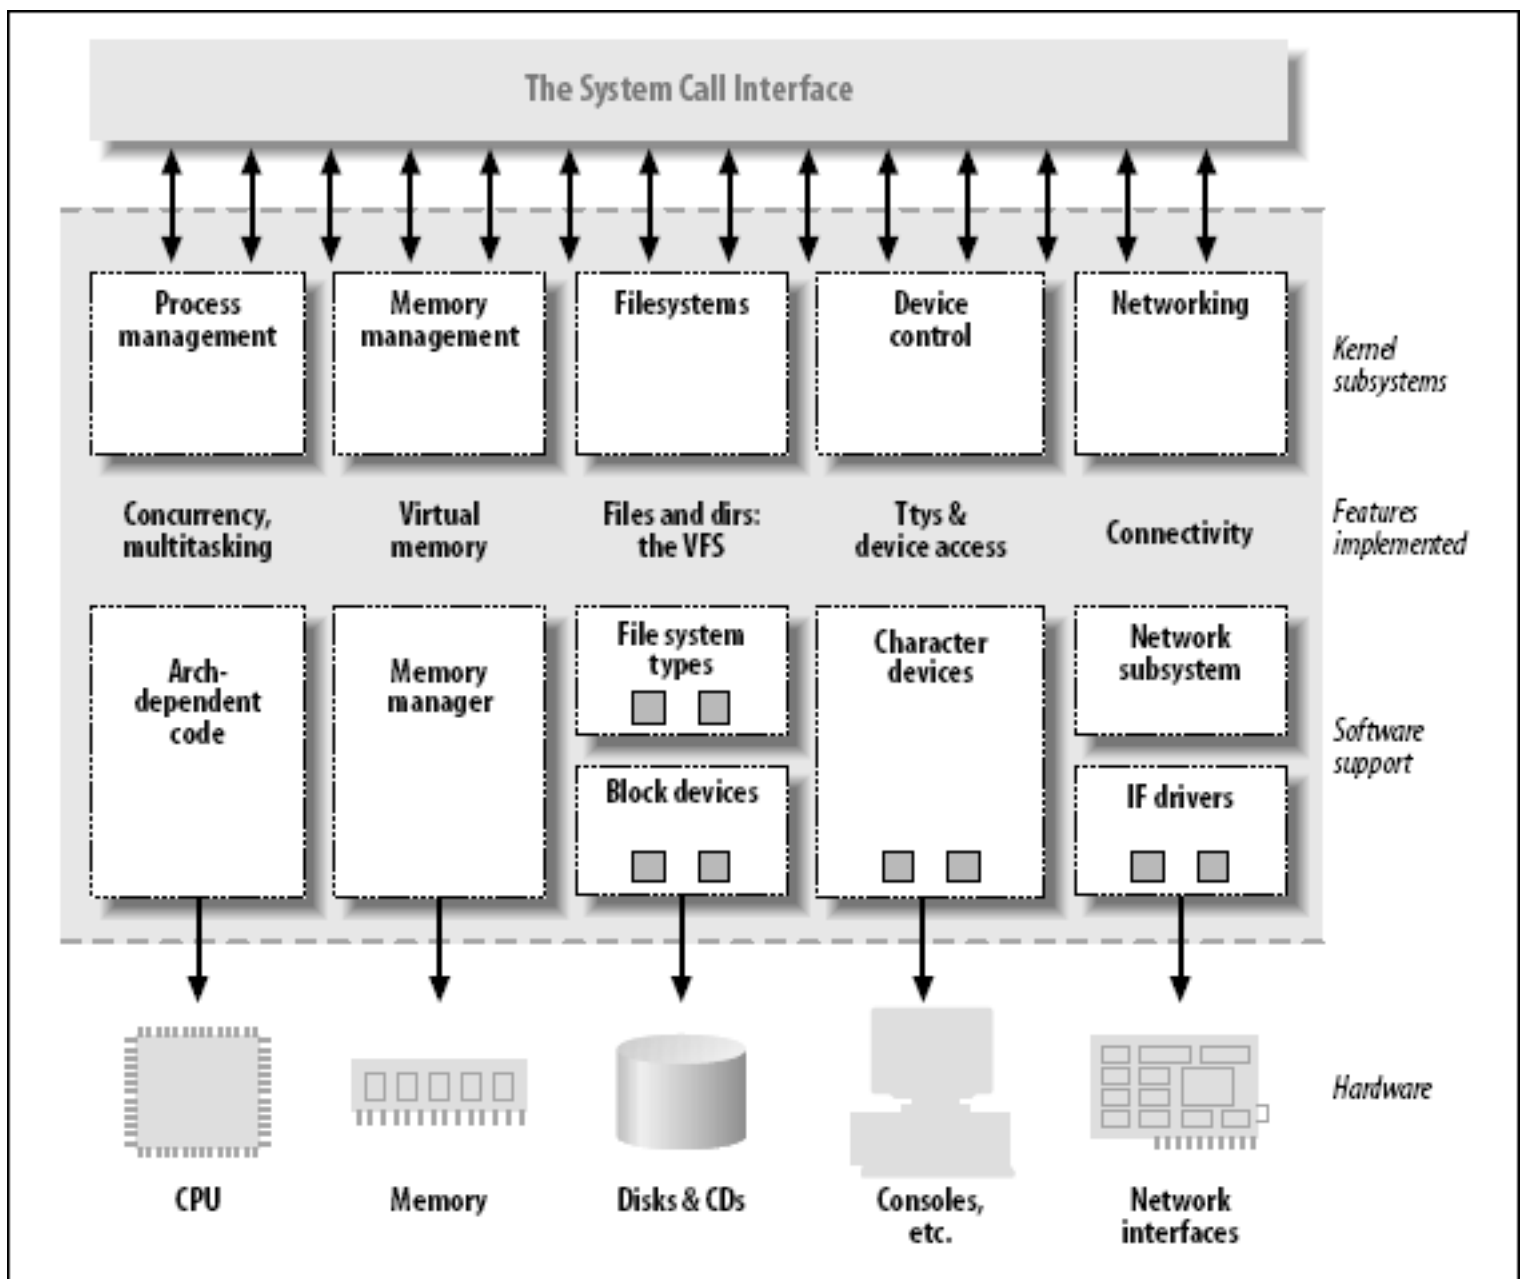 The System Call Interface
Process
management
Memory
management
Filesystems
Device
control
Networking
Kernel
subsystems
Concurrency,
multitasking
Virtual
memory
Files and dirs:
the VFS
Ttys &
device access
Connectivity
Features
implemented
Arch-
dependent
code
Memory
manager
File system
types
Block devices
Character
devices
Network
subsystem
IF drivers
Software
support
Hardware
CPU
Memory
Disks & CDs
Consoles,
etc.
Network
interfaces